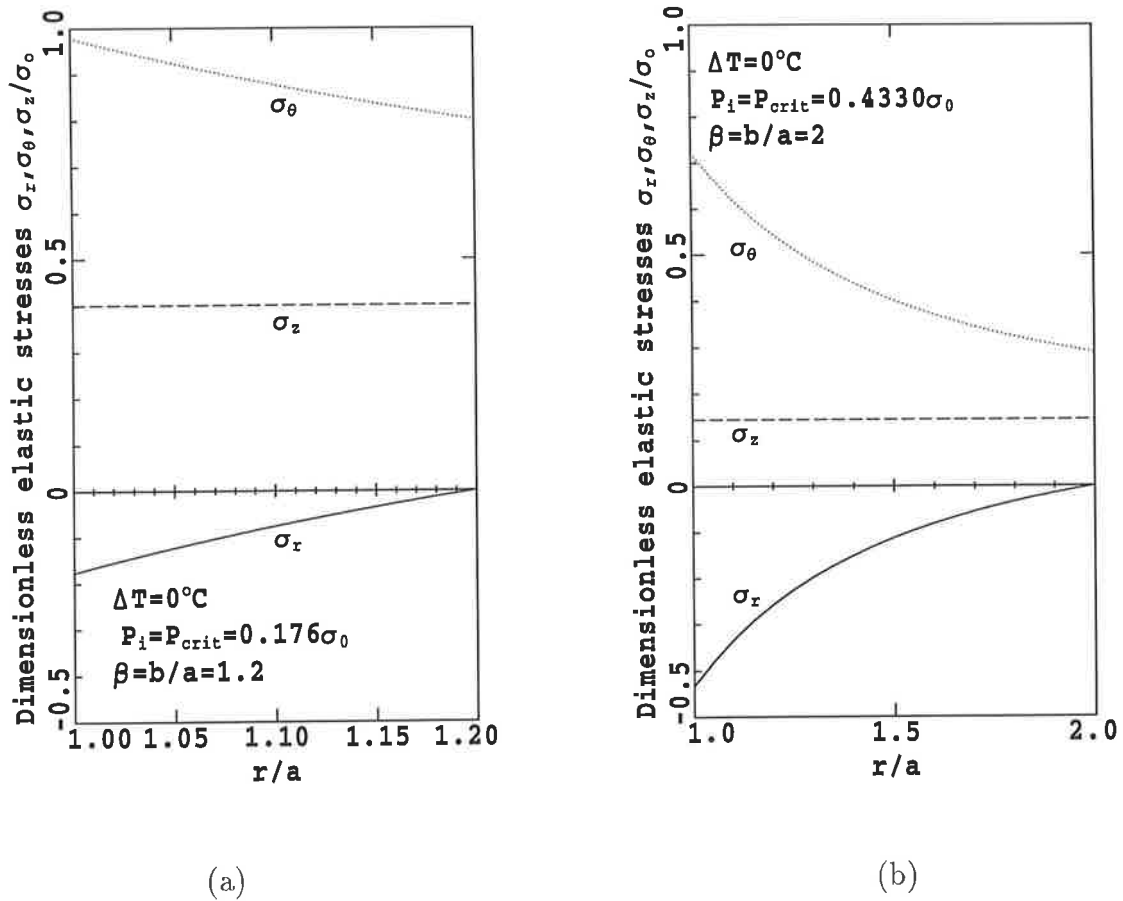 Dimensionless elastic stresses σr,σθ,σz/σo
1.0
0.5
0
-0.5
σθ
σz
σr
ΔT=0°C
Pi=Pcrit=0.176σ0
β=b/a=1.2
1.00 1.05 1.10 1.15 1.20
r/a
(a)
Dimensionless elastic stresses σr,σθ,σz/σo
1.0
0.5
0
-0.5
ΔT=0°C
Pi=Pcrit=0.4330σ0
β=b/a=2
σθ
σz
σr
1.0 1.5 2.0
r/a
(b)